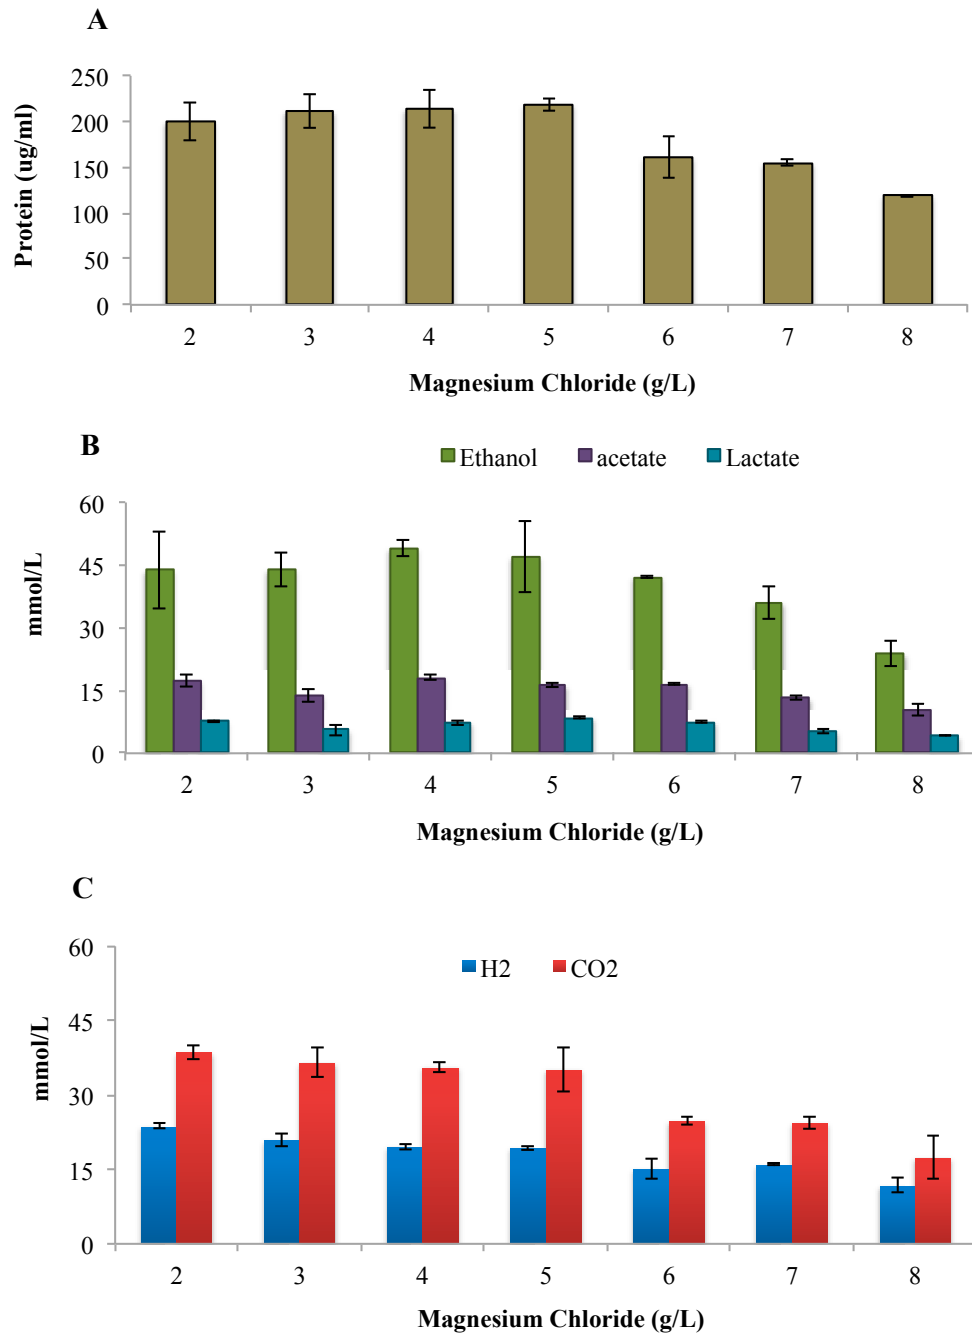 A
Protein (ug/ml)
250
200
150
100
50
0
2 3 4 5 6 7 8
Magnesium Chloride (g/L)
B
Ethanol acetate Lactate
mmol/L
60
45
30
15
0
2 3 4 5 6 7 8
Magnesium Chloride (g/L)
C
H2 CO2
mmol/L
60
45
30
15
0
2 3 4 5 6 7 8
Magnesium Chloride (g/L)